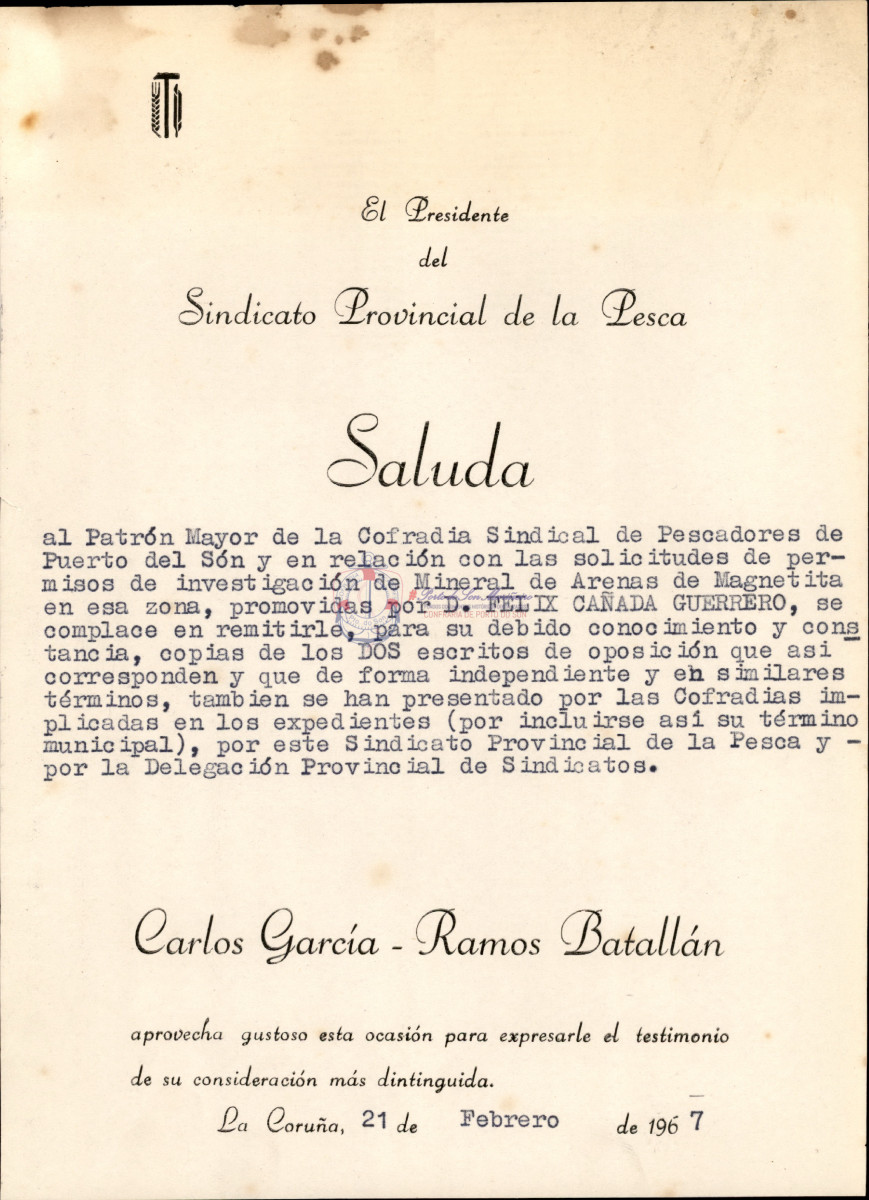 El Presidente
del
Sindicato Provincial de la Pesca
Saluda
al Patrón Mayor de la Cofradia Sindical de Pescadores de
Puerto del Són y en relación con las solicitudes de per-
misos de investigación de Mineral de Arenas de Magnetita
en esa zona, promovidas por D. FELIX CAÑADA GUERRERO, se
complace en remitirle, para su debido conocimiento y cons
tancia, copias de los DOS escritos de oposición que asi
corresponden y que de forma independiente y en similares
términos, tambien se han presentado por las Cofradias im-
plicadas en los expedientes (por incluirse así su término
municipal), por este Sindicato Provincial de la Pesca y -
por la Delegación Provincial de Sindicatos.
CONFRARIA DE PORTO DO SON
Carlos García - Ramos Batallán
aprovecha gustoso esta ocasión para expresarle el testimonio
de su consideración más dintinguida.
La Coruña, 21 de Febrero de 1967